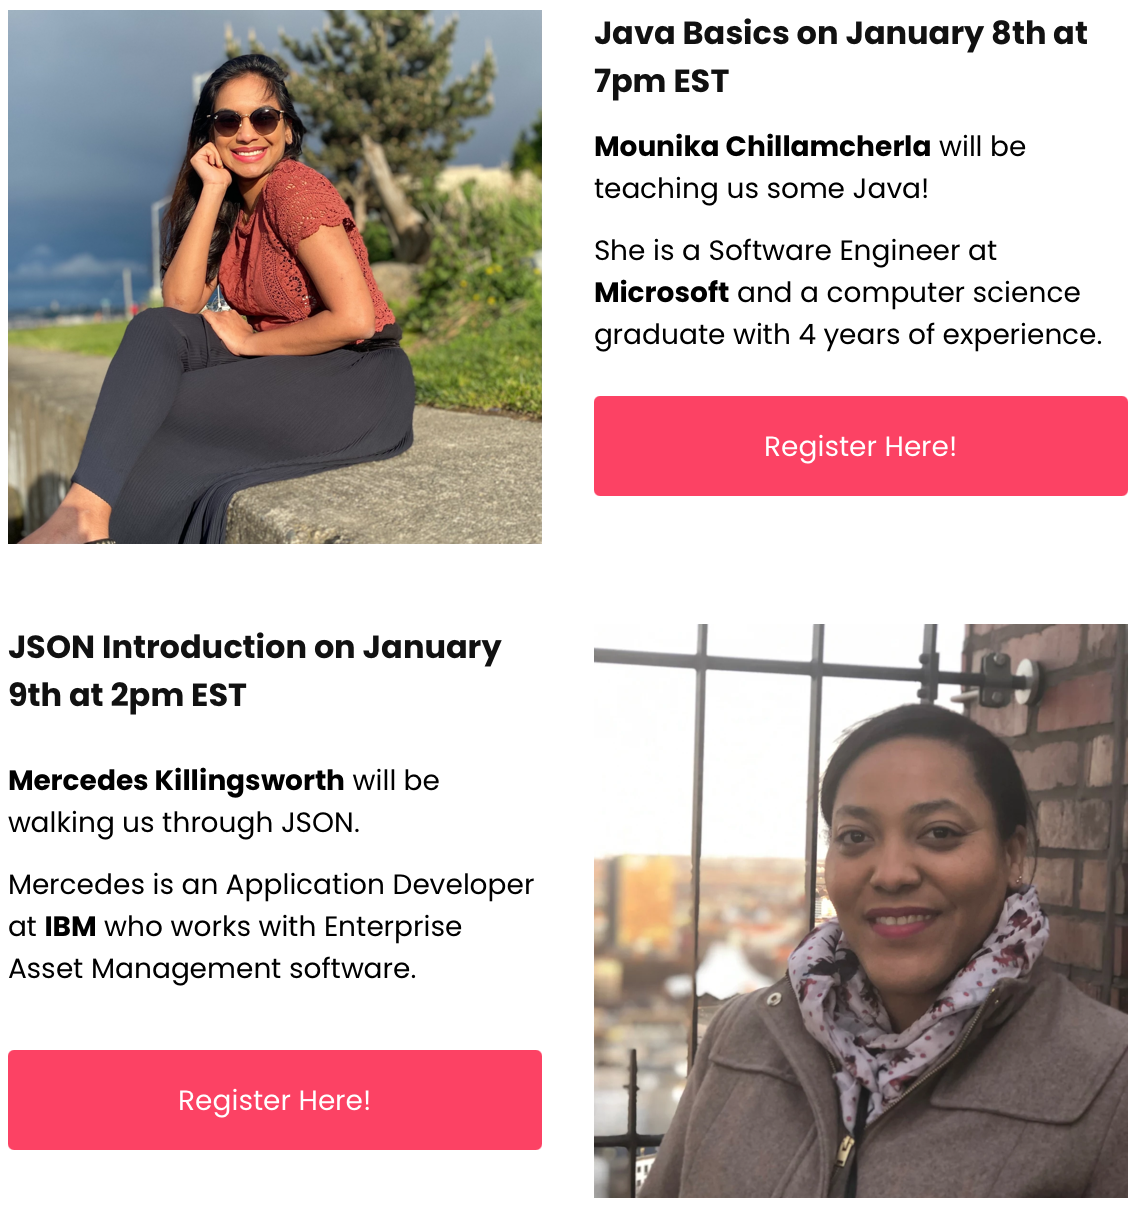 Java Basics on January 8th at
7pm EST
Mounika Chillamcherla will be
teaching us some Java!
She is a Software Engineer at
Microsoft and a computer science
graduate with 4 years of experience.
Register Here!
JSON Introduction on January
9th at 2pm EST
Mercedes Killingsworth will be
walking us through JSON.
Mercedes is an Application Developer
at IBM who works with Enterprise
Asset Management software.
Register Here!